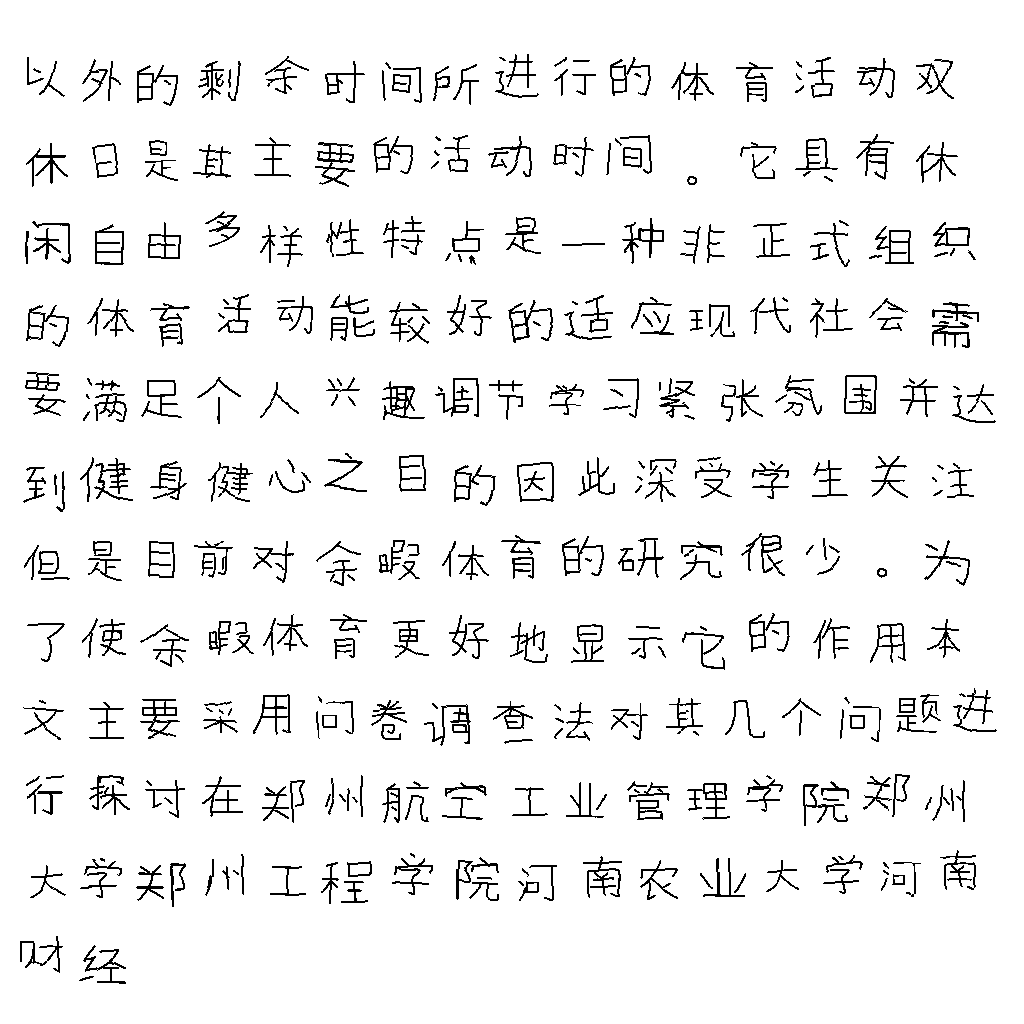 以外的剩余时间所进行的体育活动双
休日是其主要的活动时间。它具有休
闲自由多样性特点是一种非正式组织
的体育活动能较好的适应现代社会需
要满足个人兴趣调节学习紧张氛围并达
到健身健心之目的因此深受学生关注
但是目前对余暇体育的研究很少。为
了使余暇体育更好地显示它的作用本
文主要采用问卷调查法对其几个问题进
行探讨在郑州航空工业管理学院郑州
大学郑州工程学院河南农业大学河南
财经